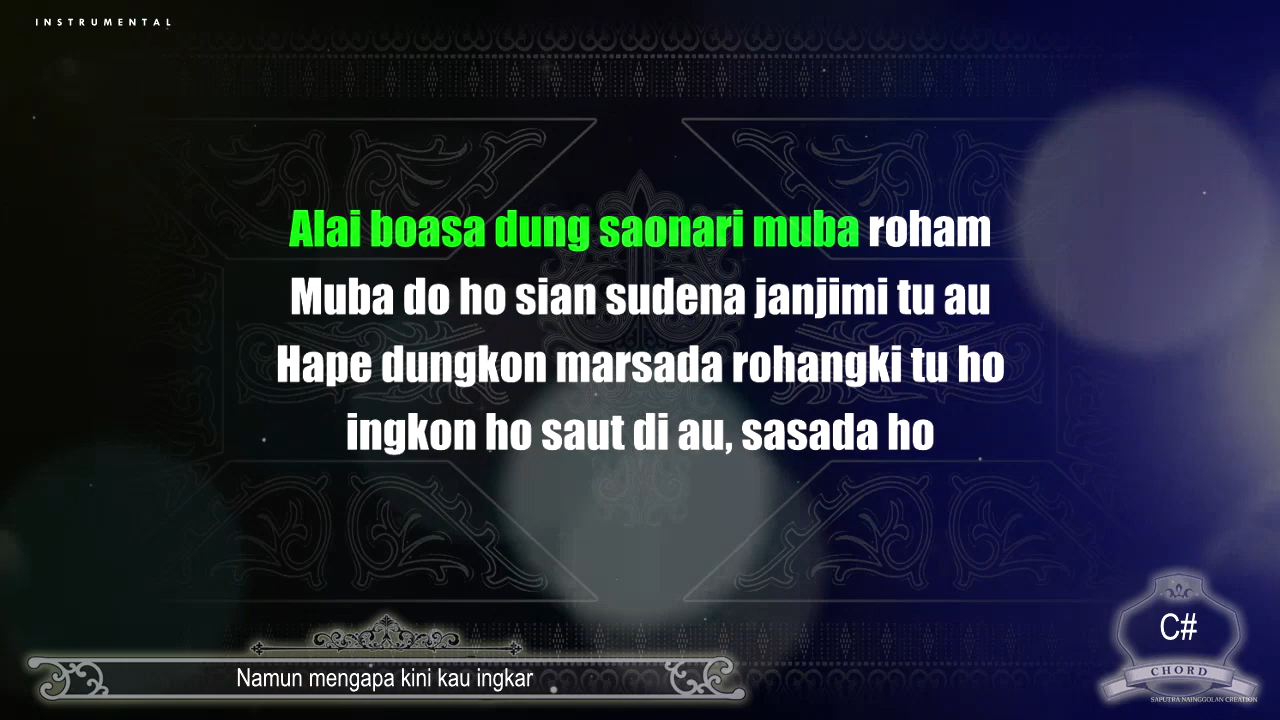 INSTRUMENTAL
Alai boasa dung saonari muba roham
Muba do ho sian sudena janjimi tu au
Hape dungkon marsada rohangki tu ho
ingkon ho saut di au, sasada ho
C#
CHORD
Namun mengapa kini kau ingkar
SAPUTRA NAINGGOLAN CREATION